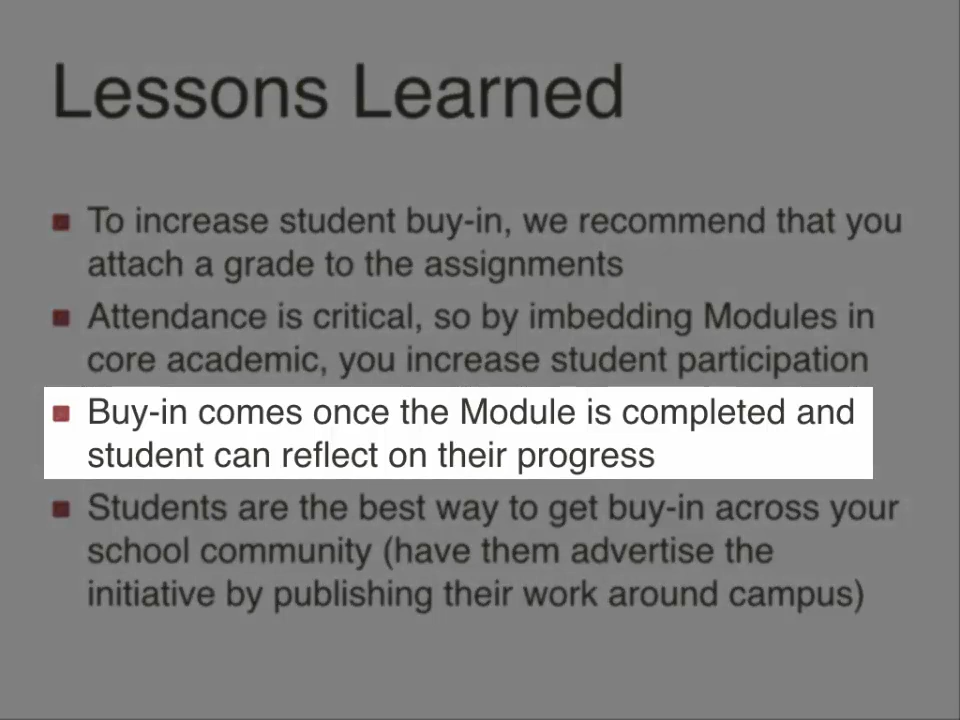 Lessons Learned
To increase student buy-in, we recommend that you
attach a grade to the assignments
Attendance is critical, so by imbedding Modules in
core academic, you increase student participation
Buy-in comes once the Module is completed and
student can reflect on their progress
Students are the best way to get buy-in across your
school community (have them advertise the
initiative by publishing their work around campus)